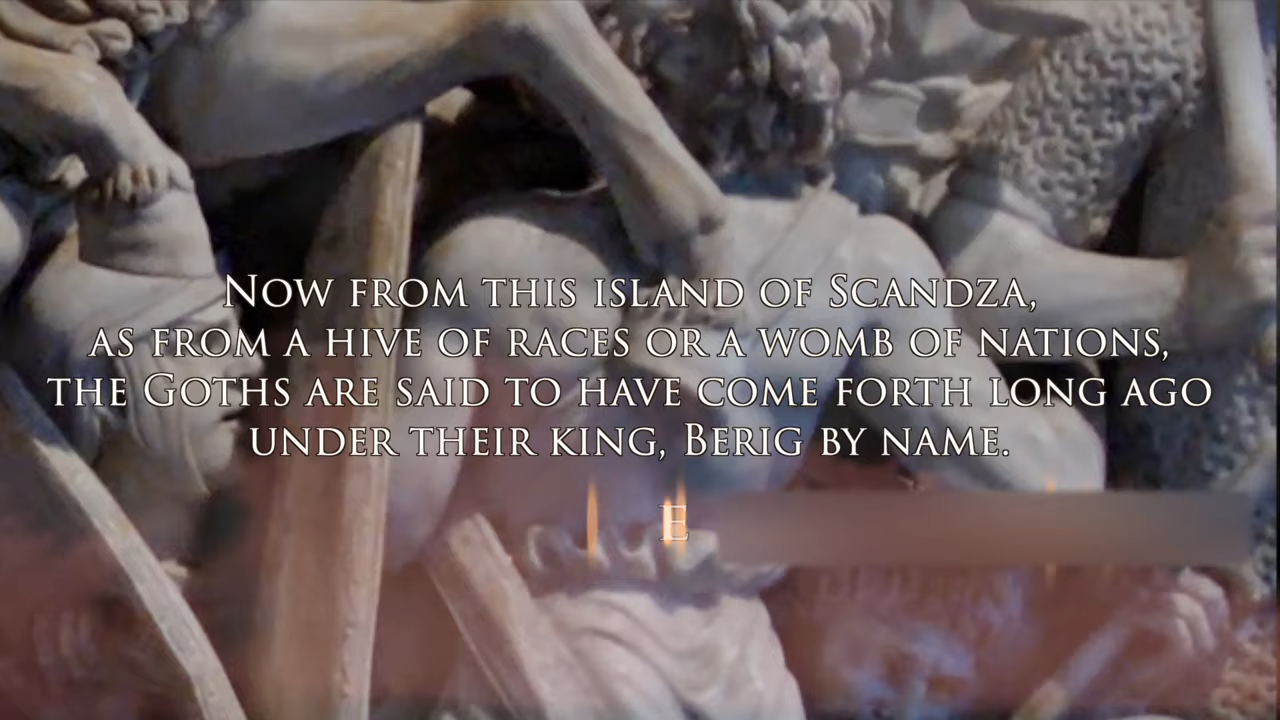 Now from this island of Scandza,
as from a hive of races or a womb of nations,
the Goths are said to have come forth long ago
under their king, Berig by name.